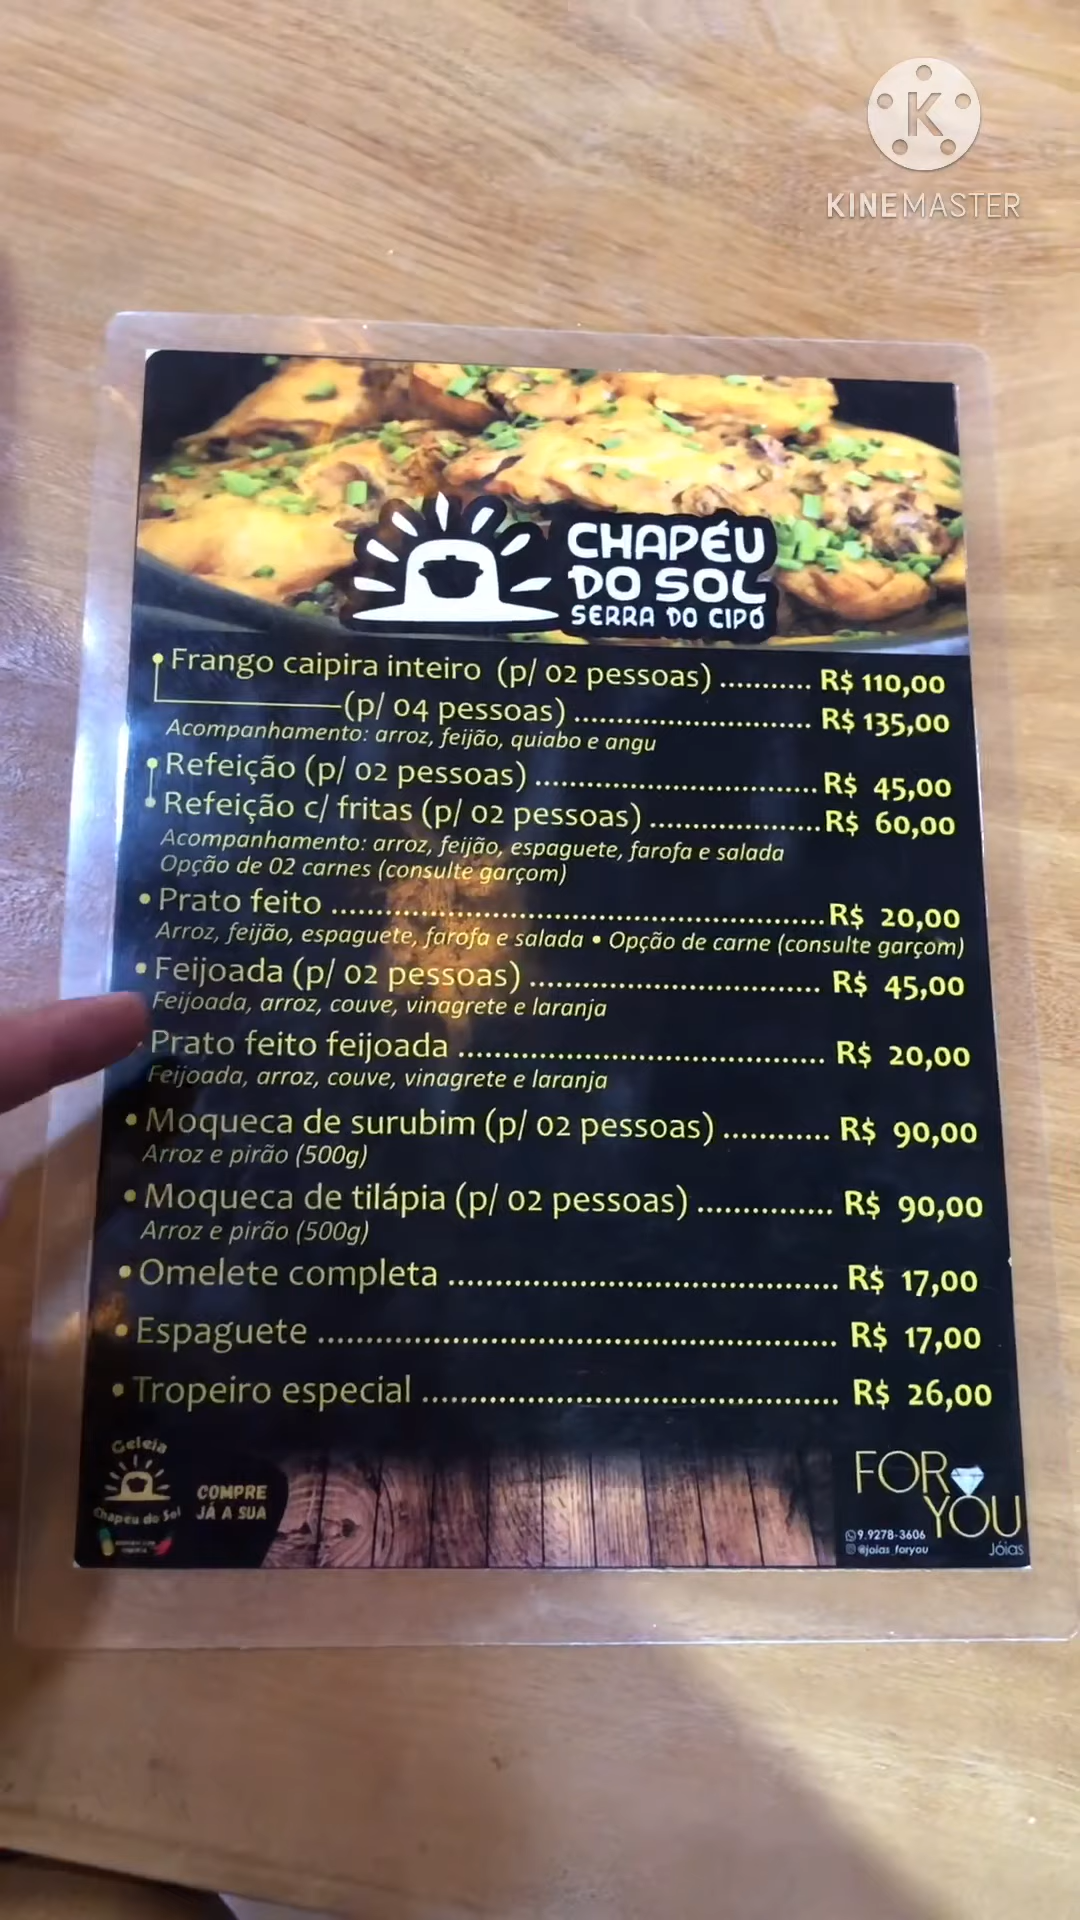 K
KINEMASTER
CHAPÉU
DO SOL
SERRA DO CIPÓ
Frango caipira inteiro (p/ 02 pessoas) ........... R$ 110,00
(p/ 04 pessoas) ............................ R$ 135,00
Acompanhamento: arroz, feijão, quiabo e angu
Refeição (p/ 02 pessoas) ................................. R$ 45,00
Refeição c/ fritas (p/ 02 pessoas) .................... R$ 60,00
Acompanhamento: arroz, feijão, espaguete, farofa e salada
Opção de 02 carnes (consulte garçom)
• Prato feito ......................................................... R$ 20,00
Arroz, feijão, espaguete, farofa e salada • Opção de carne (consulte garçom)
• Feijoada (p/ 02 pessoas) .................................. R$ 45,00
Feijoada, arroz, couve, vinagrete e laranja
Prato feito feijoada .......................................... R$ 20,00
Feijoada, arroz, couve, vinagrete e laranja
• Moqueca de surubim (p/ 02 pessoas) ............ R$ 90,00
Arroz e pirão (500g)
• Moqueca de tilápia (p/ 02 pessoas) ............... R$ 90,00
Arroz e pirão (500g)
• Omelete completa ............................................. R$ 17,00
• Espaguete ............................................................ R$ 17,00
• Tropeiro especial ................................................ R$ 26,00
Geleia
Chapéu do Sol
COMPRE
JÁ A SUA
FOR
YOU
Jóias
9.9278-3606
@joias_foryou